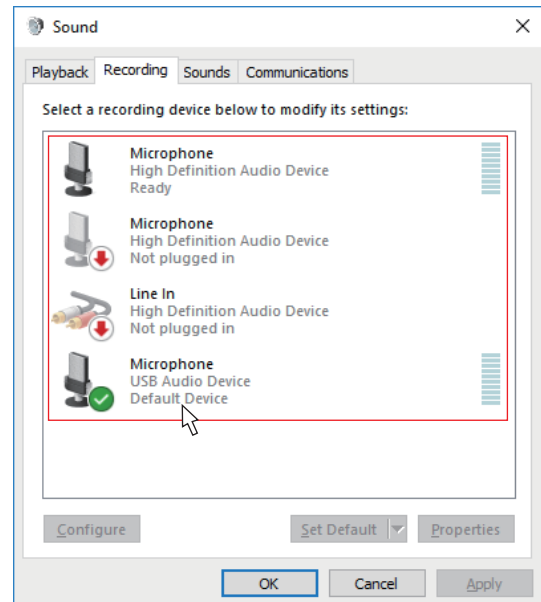 Sound
Playback Recording Sounds Communications
Select a recording device below to modify its settings:
Microphone
High Definition Audio Device
Ready
Microphone
High Definition Audio Device
Not plugged in
Line In
High Definition Audio Device
Not plugged in
Microphone
USB Audio Device
Default Device
Configure Set Default Properties
OK Cancel Apply